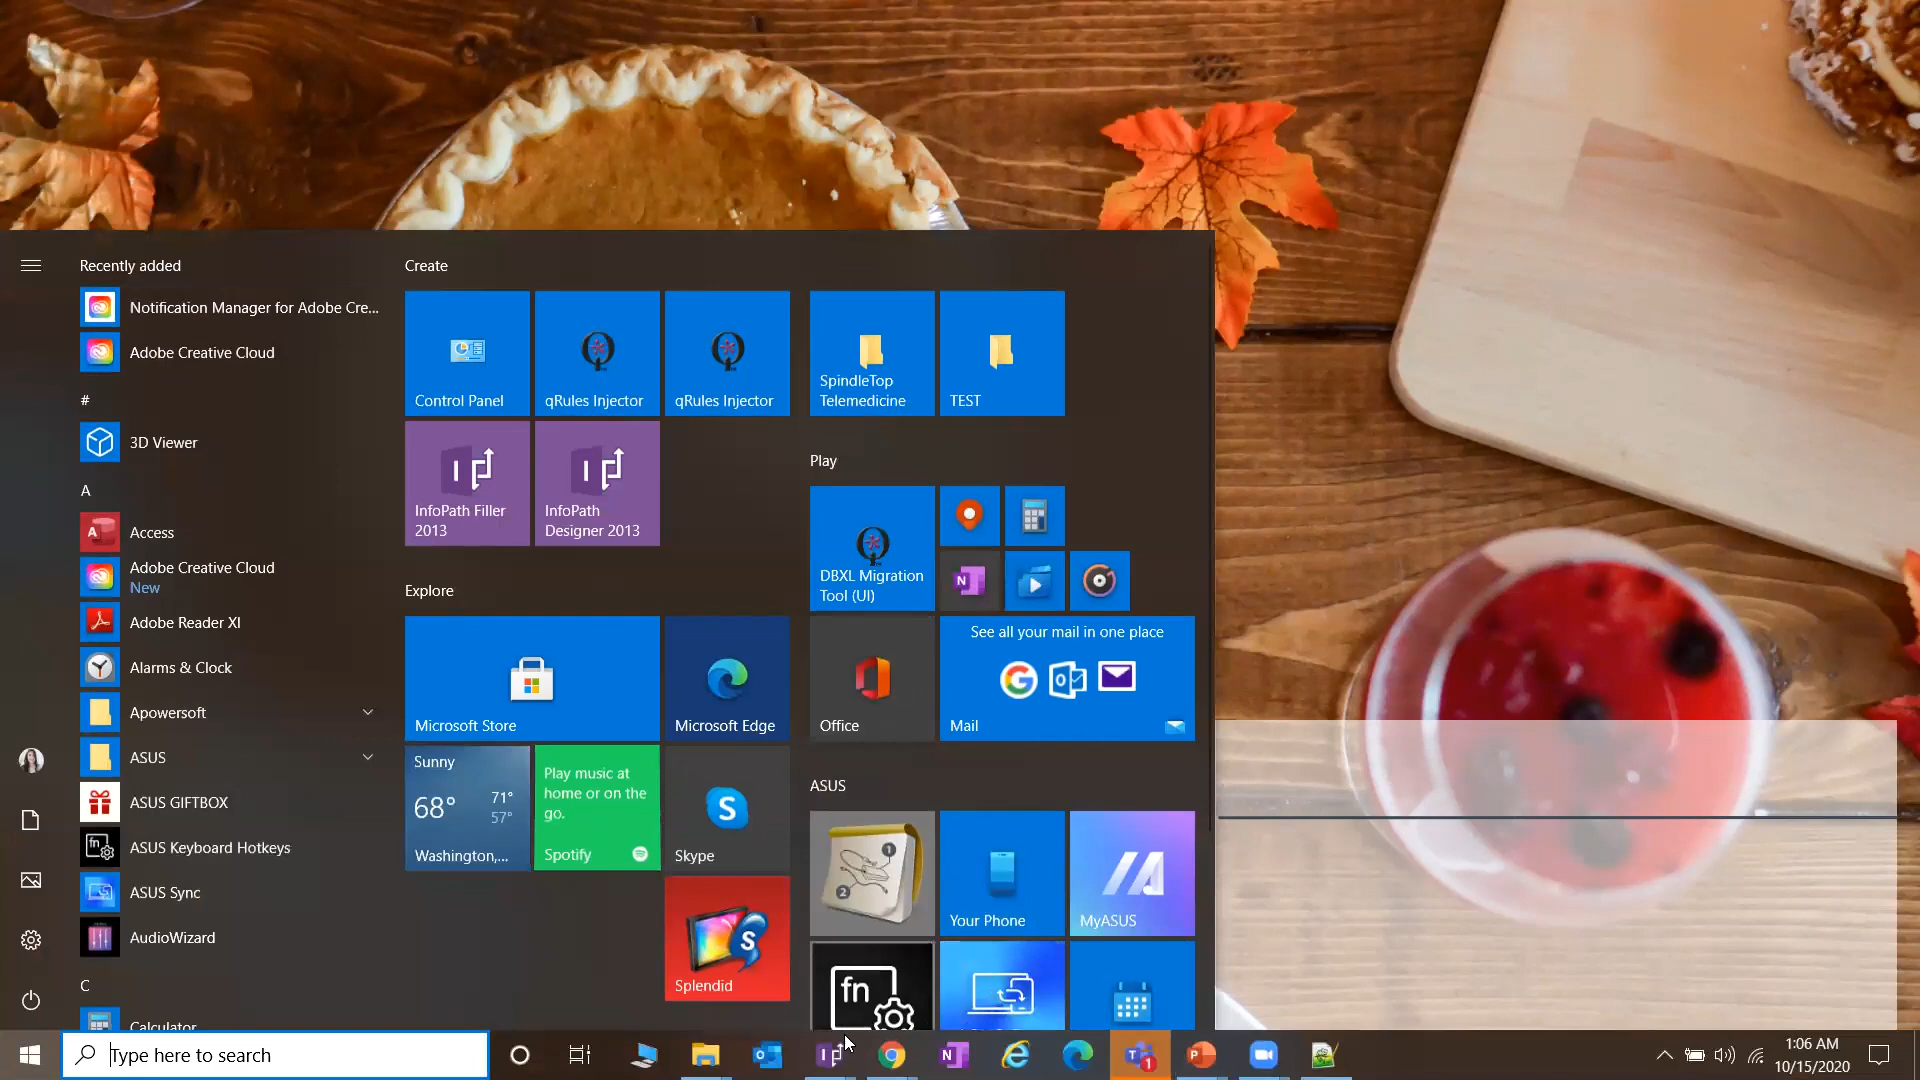 Recently added
Notification Manager for Adobe Cre...
Adobe Creative Cloud
#
3D Viewer
A
Access
Adobe Creative Cloud
New
Adobe Reader XI
Alarms & Clock
Apowersoft
ASUS
ASUS GIFTBOX
ASUS Keyboard Hotkeys
ASUS Sync
AudioWizard
C
Calculator
Create
Control Panel
qRules Injector
qRules Injector
InfoPath Filler
2013
InfoPath
Designer 2013
Explore
Microsoft Store
Microsoft Edge
Sunny
68°
71°
57°
Washington,...
Play music at
home or on the
go.
Spotify
Skype
Splendid
SpindleTop
Telemedicine
TEST
Play
DBXL Migration
Tool (UI)
Office
See all your mail in one place
Mail
ASUS
1
2
Your Phone
MyASUS
fn
Type here to search
1
1:06 AM
10/15/2020